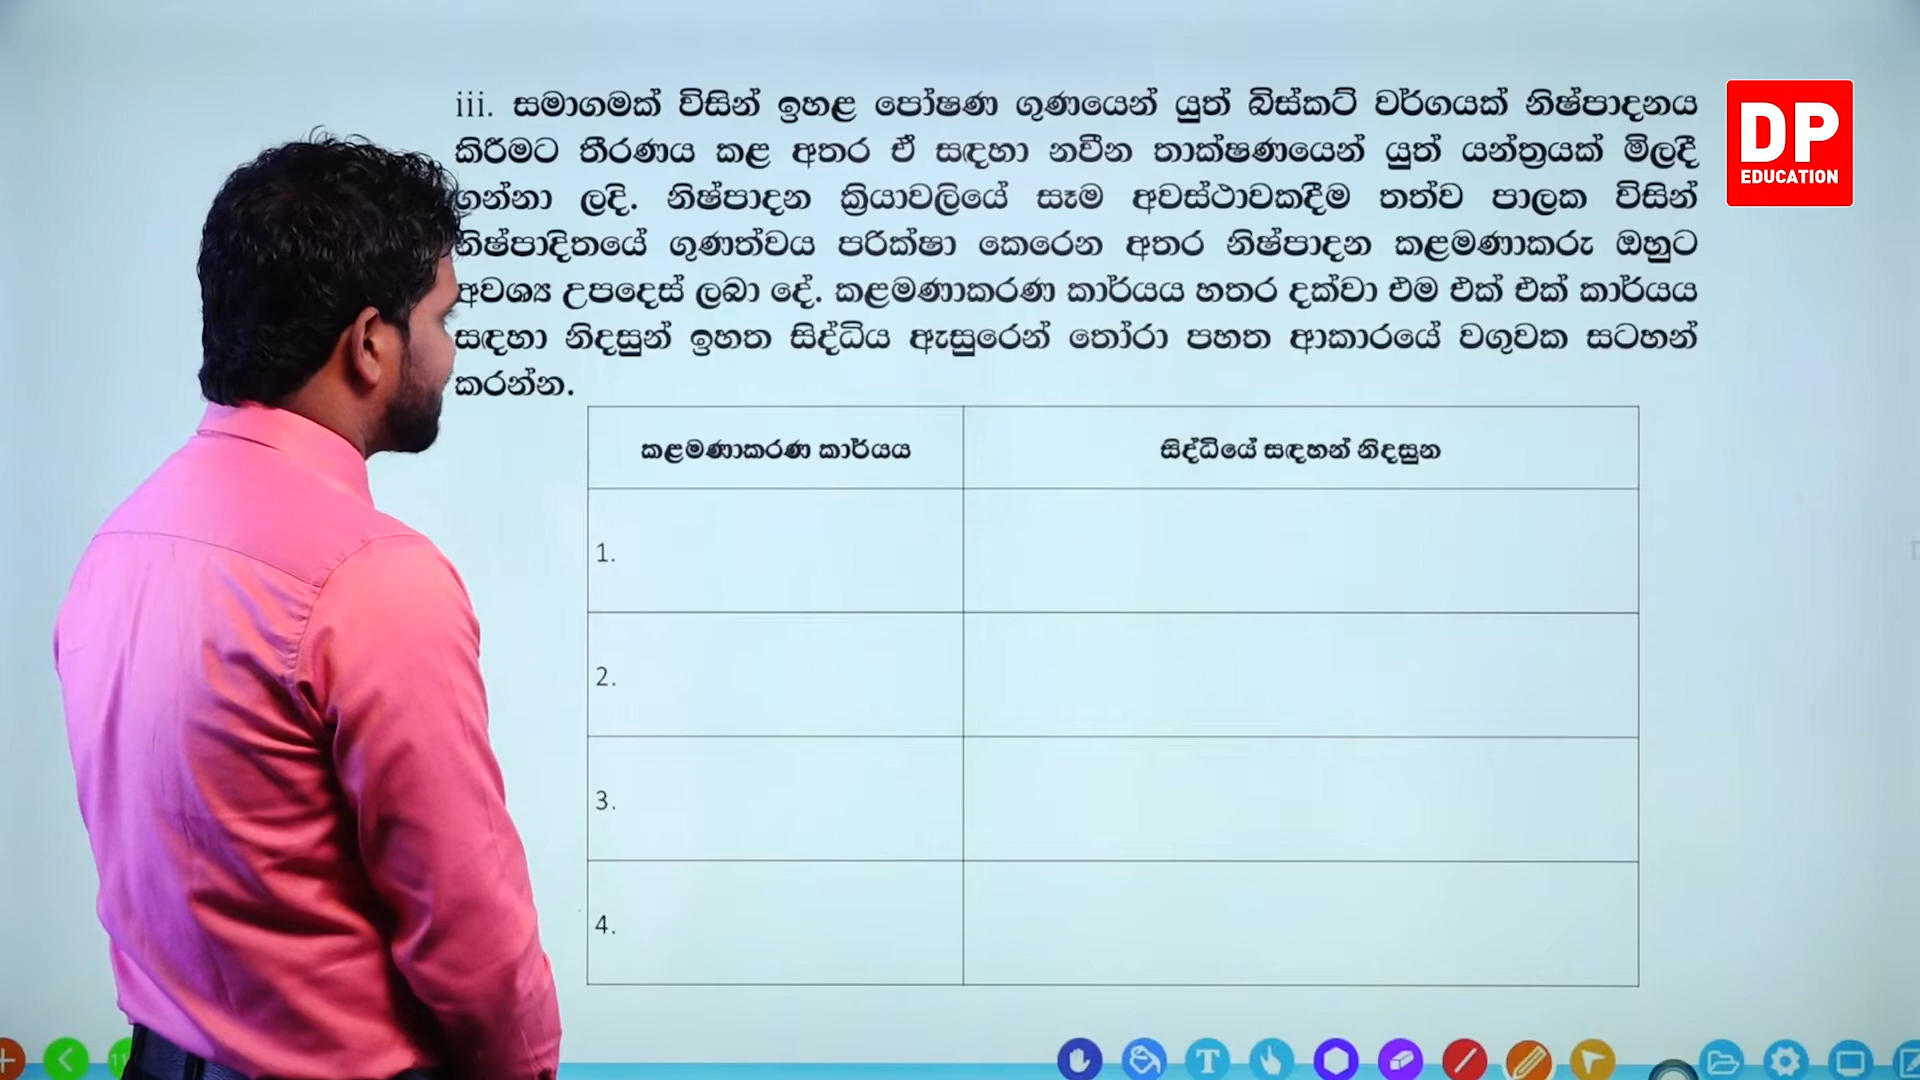 iii. සමාගමක් විසින් ඉහළ පෝෂණ ගුණයෙන් යුත් බිස්කට් වර්ගයක් නිෂ්පාදනය
කිරීමට තීරණය කළ අතර ඒ සඳහා නවීන තාක්ෂණයෙන් යුත් යන්ත්‍රයක් මිලදී
ගන්නා ලදි. නිෂ්පාදන ක්‍රියාවලියේ සෑම අවස්ථාවකදීම තත්ව පාලක විසින්
නිෂ්පාදිතයේ ගුණත්වය පරික්ෂා කෙරෙන අතර නිෂ්පාදන කළමණාකරු ඔහුට
අවශ්‍ය උපදෙස් ලබා දේ. කළමණාකරණ කාර්යය හතර දක්වා එම එක් එක් කාර්යය
සඳහා නිදසුන් ඉහත සිද්ධිය ඇසුරෙන් තෝරා පහත ආකාරයේ වගුවක සටහන්
කරන්න.
කළමණාකරණ කාර්යය
සිද්ධියේ සඳහන් නිදසුන
1.
2.
3.
4.
DP
EDUCATION
T